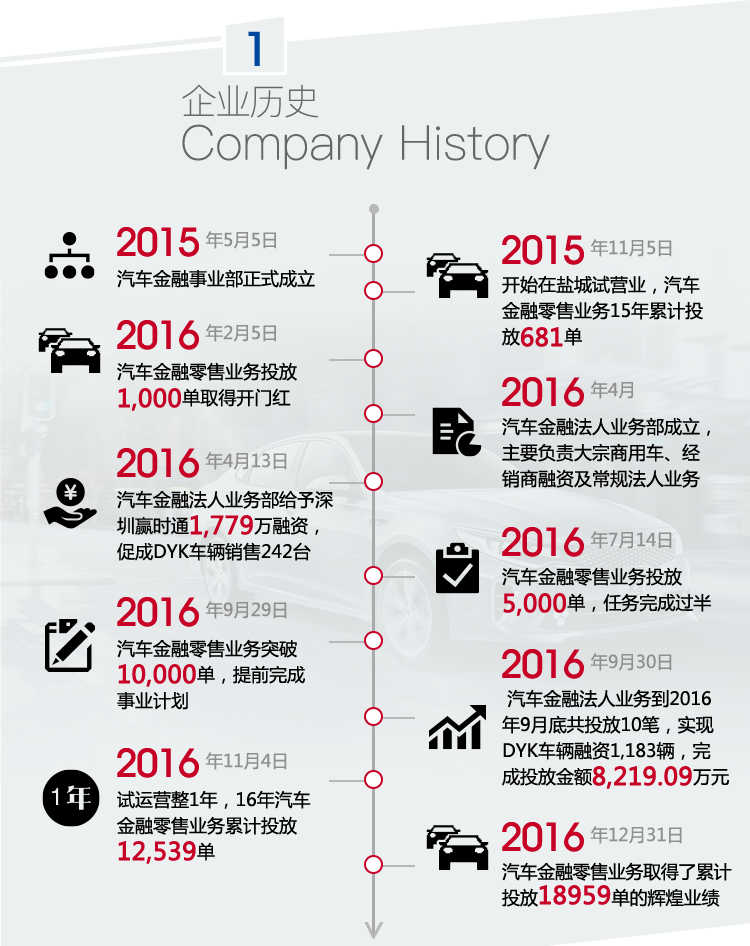 1
企业历史
Company History
2015 年5月5日
汽车金融事业部正式成立
2015 年11月5日
开始在盐城试营业，汽车
金融零售业务15年累计投
放681单
2016 年2月5日
汽车金融零售业务投放
1,000单取得开门红
2016 年4月
汽车金融法人业务部成立，
主要负责大宗商用车、经
销商融资及常规法人业务
2016 年4月13日
汽车金融法人业务部给予深
圳赢时通1,779万融资，
促成DYK车辆销售242台
2016 年7月14日
汽车金融零售业务投放
5,000单，任务完成过半
2016 年9月29日
汽车金融零售业务突破
10,000单，提前完成
事业计划
2016 年9月30日
汽车金融法人业务到2016
年9月底共投放10笔，实现
DYK车辆融资1,183辆，完
成投放金额8,219.09万元
1年
2016 年11月4日
试运营整1年，16年汽车
金融零售业务累计投放
12,539单
2016 年12月31日
汽车金融零售业务取得了累计
投放18959单的辉煌业绩